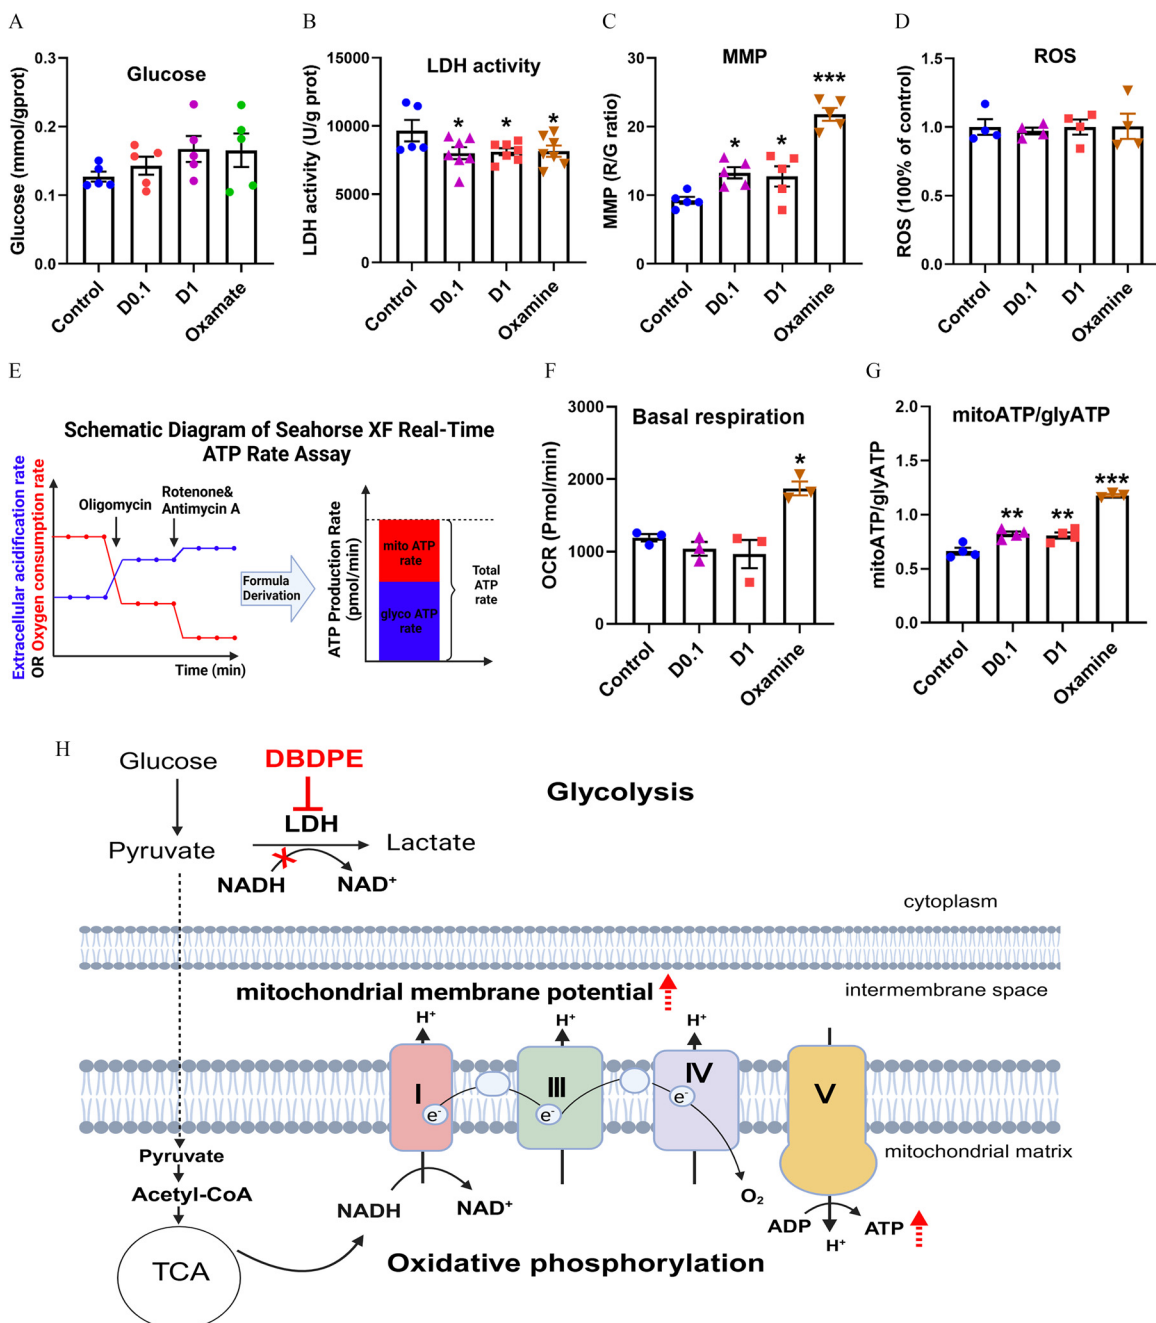 A
Glucose
Glucose (mmol/gprot)
0.3
0.2
0.1
0.0
Control
D0.1
D1
Oxamate
B
LDH activity
LDH activity (U/g prot)
15000
10000
5000
0
*
*
*
Control
D0.1
D1
Oxamine
C
MMP
MMP (R/G ratio)
30
20
10
0
*
*
***
Control
D0.1
D1
Oxamine
D
ROS
ROS (100% of control)
1.5
1.0
0.5
0.0
Control
D0.1
D1
Oxamine
E
Schematic Diagram of Seahorse XF Real-Time
ATP Rate Assay
Extracellular acidification rate
OR Oxygen consumption rate
Oligomycin
Rotenone&
Antimycin A
Time (min)
Formula
Derivation
ATP Production Rate
(pmol/min)
mito ATP
rate
glyco ATP
rate
Total
ATP
rate
F
Basal respiration
OCR (Pmol/min)
3000
2000
1000
0
*
Control
D0.1
D1
Oxamine
G
mitoATP/glyATP
mitoATP/glyATP
2.0
1.5
1.0
0.5
0.0
**
**
***
Control
D0.1
D1
Oxamine
H
Glucose
DBDPE
Glycolysis
LDH
Pyruvate
Lactate
NADH
NAD⁺
cytoplasm
mitochondrial membrane potential
intermembrane space
H⁺
H⁺
H⁺
I
III
IV
V
e⁻
e⁻
e⁻
mitochondrial matrix
Pyruvate
Acetyl-CoA
NADH
NAD⁺
O₂
ADP
ATP
H⁺
TCA
Oxidative phosphorylation